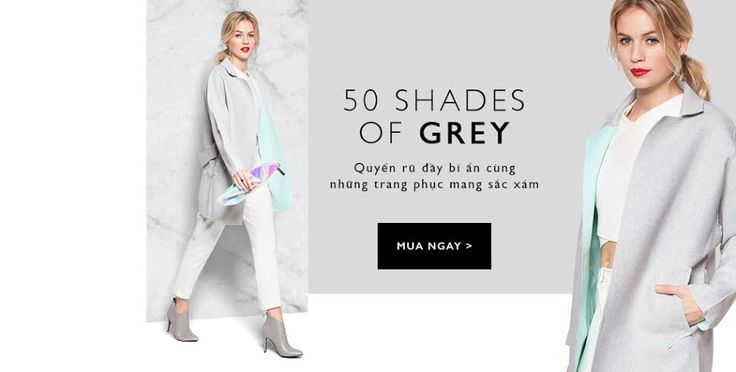 50 SHADES
OF GREY
Quyến rũ đầy bí ẩn cùng
những trang phục mang sắc xám
MUA NGAY >